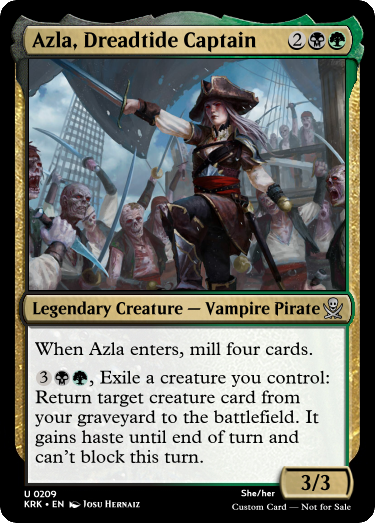 Azla, Dreadtide Captain 2
Legendary Creature — Vampire Pirate
When Azla enters, mill four cards.
3, Exile a creature you control:
Return target creature card from
your graveyard to the battlefield. It
gains haste until end of turn and
can't block this turn.
3/3
U 0209
She/her
KRK • EN Josu Hernaiz
Custom Card — Not for Sale